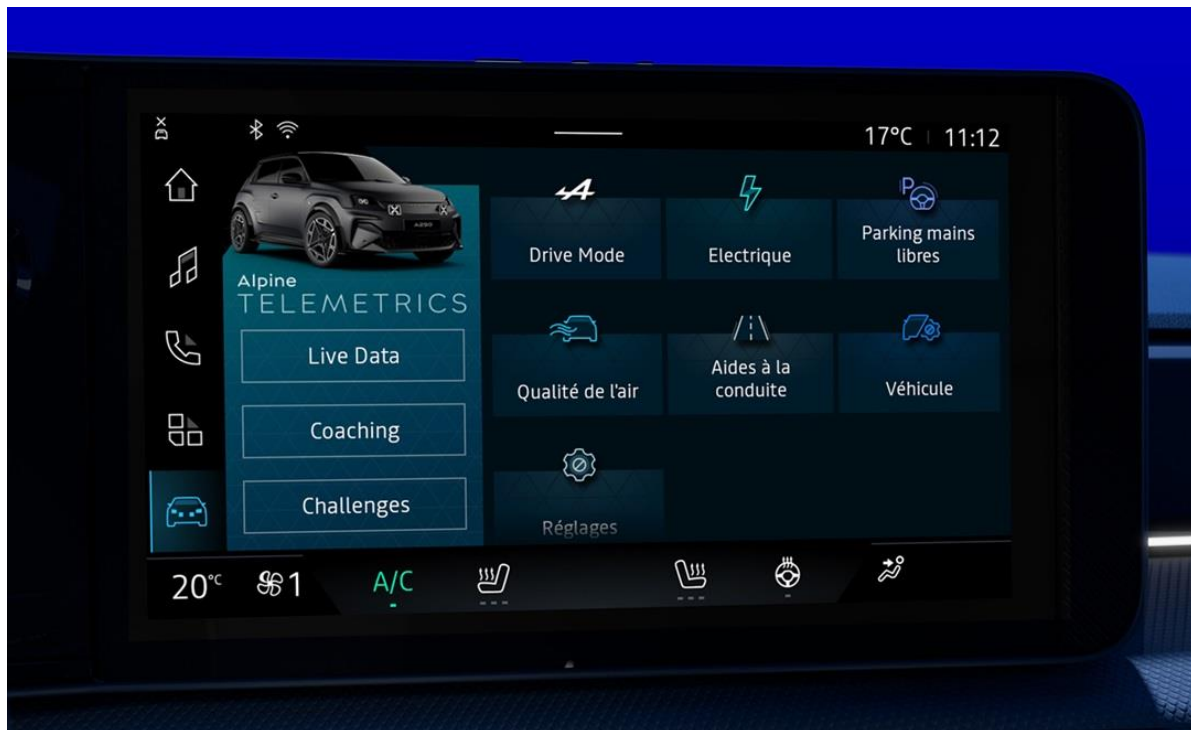 17°C 11:12
A290
Alpine
TELEMETRICS
Live Data
Coaching
Challenges
Drive Mode
Electrique
P
Parking mains
libres
Qualité de l'air
Aides à la
conduite
Véhicule
Réglages
20°C 1 A/C